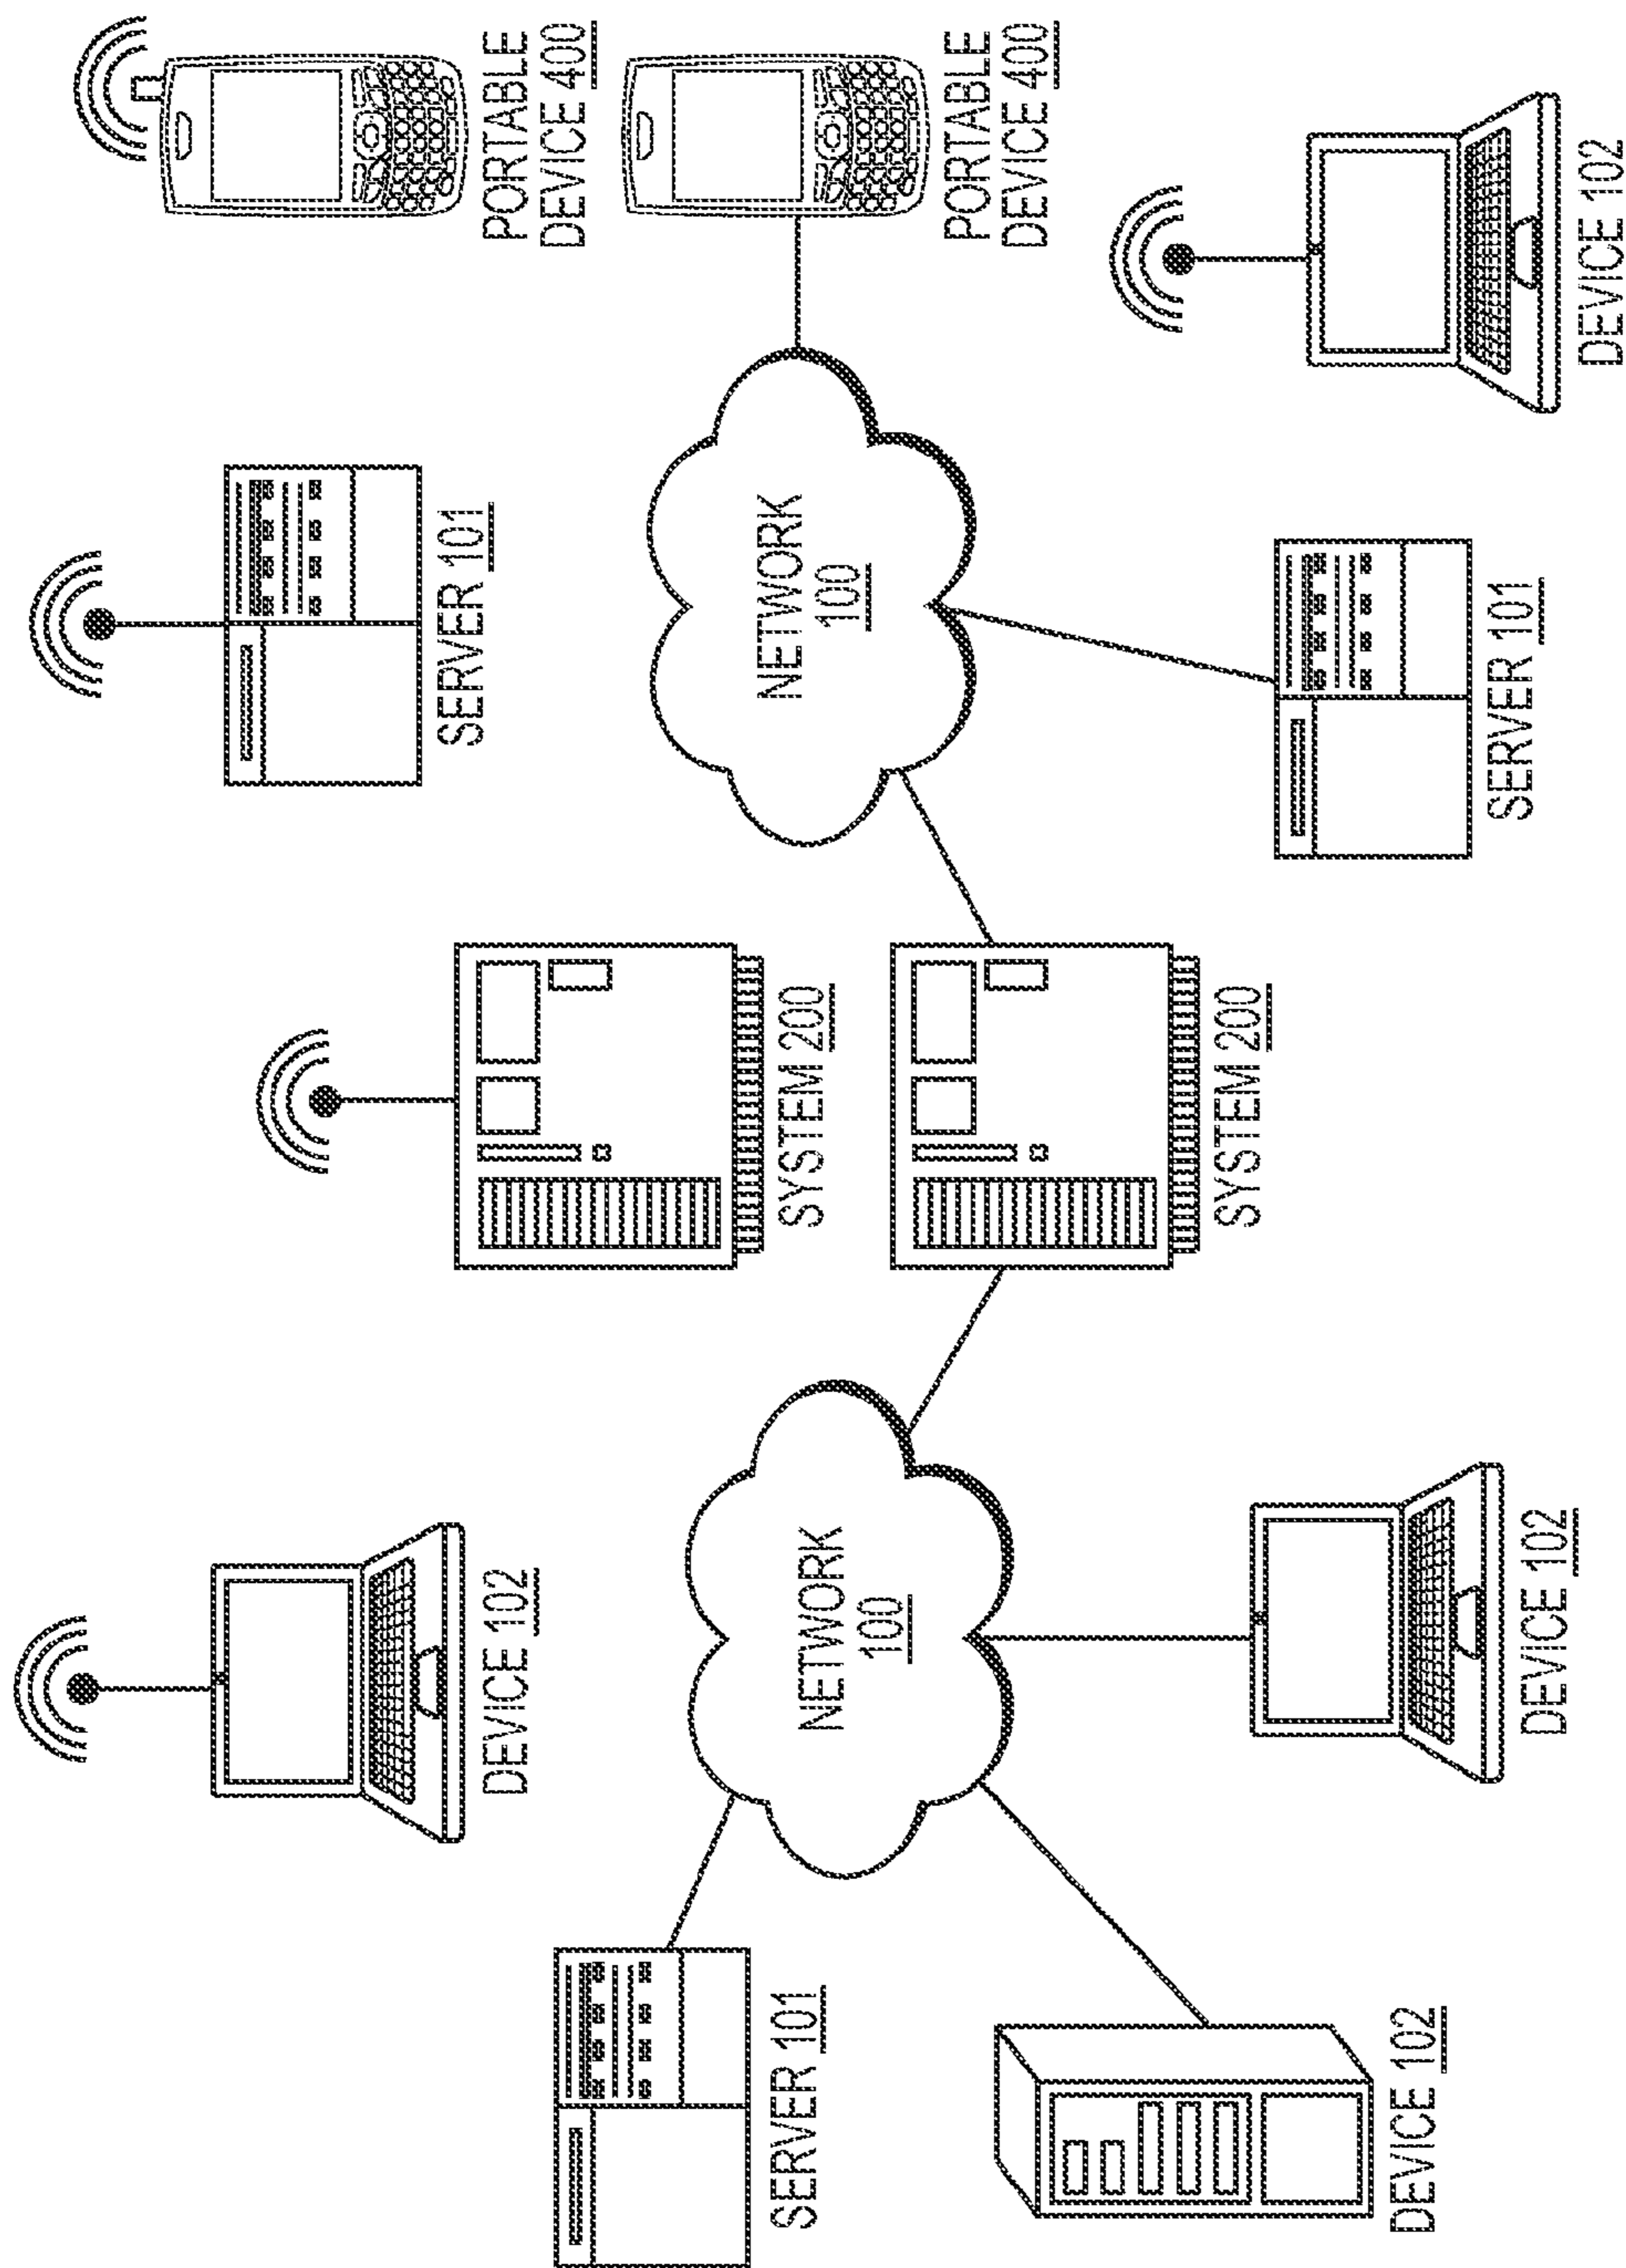 SERVER 101
DEVICE 102
PORTABLE
DEVICE 400
NETWORK
100
SERVER 101
SYSTEM 200
NETWORK
100
PORTABLE
DEVICE 400
SYSTEM 200
DEVICE 102
SERVER 101
DEVICE 102
DEVICE 102